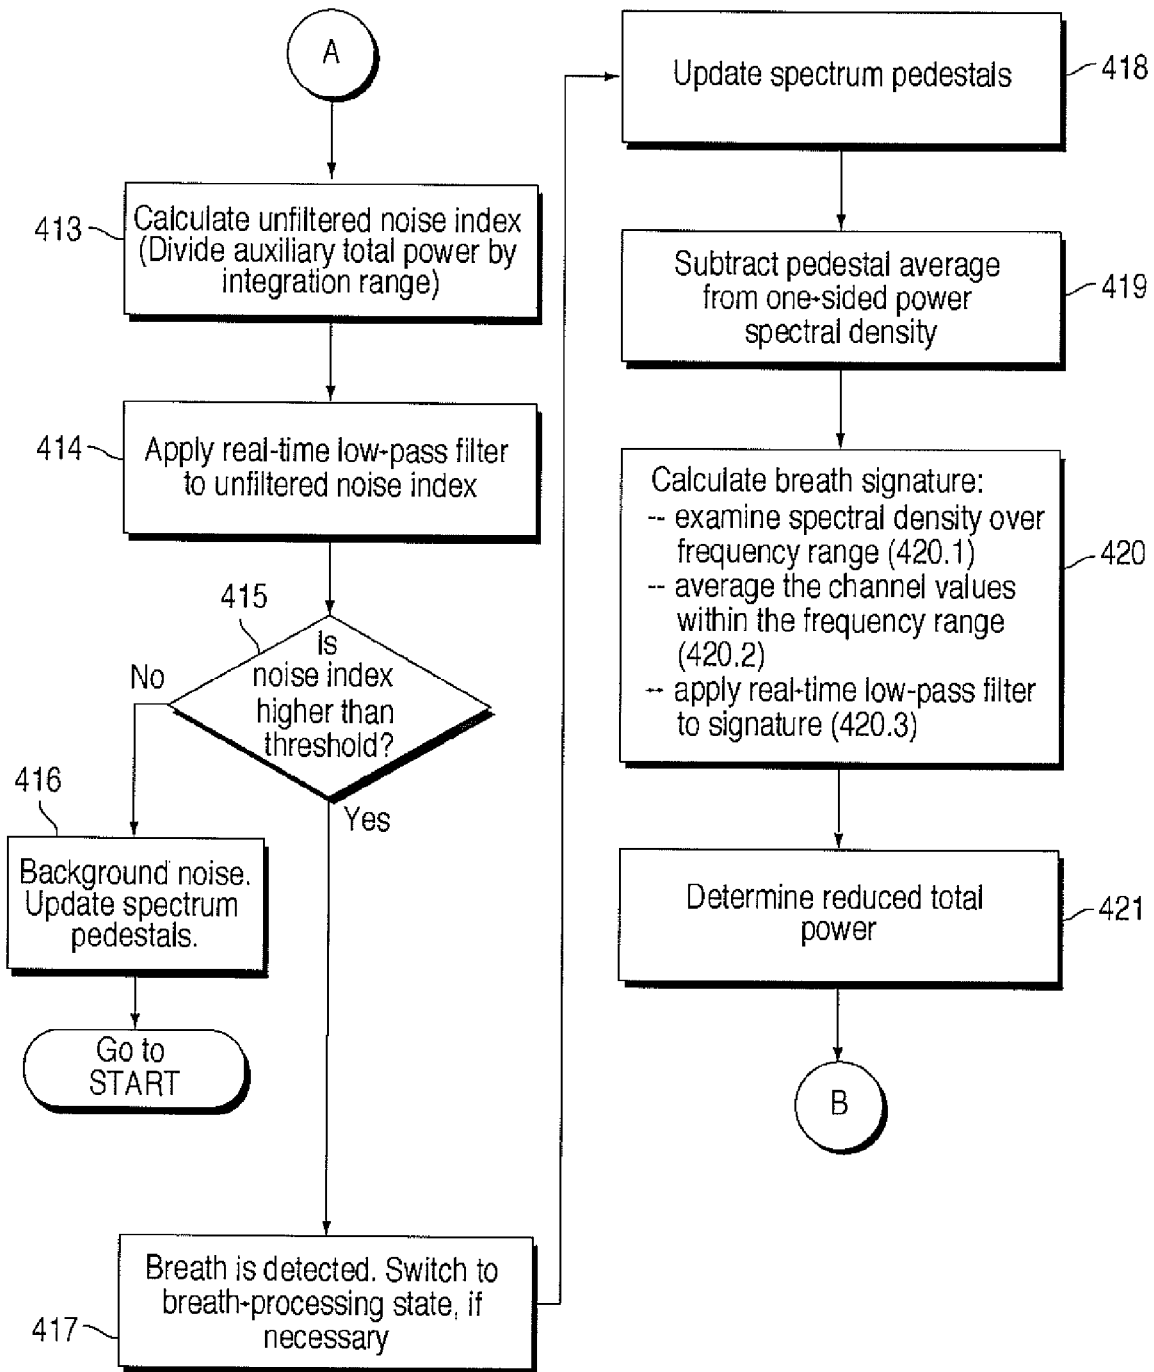 A
413
Calculate unfiltered noise index
(Divide auxiliary total power by
integration range)
414
Apply real-time low-pass filter
to unfiltered noise index
415
Is
noise index
higher than
threshold?
No
Yes
416
Background noise.
Update spectrum
pedestals.
Go to
START
417
Breath is detected. Switch to
breath-processing state, if
necessary
Update spectrum pedestals
418
Subtract pedestal average
from one-sided power
spectral density
419
Calculate breath signature:
-- examine spectral density over
frequency range (420.1)
-- average the channel values
within the frequency range
(420.2)
-- apply real-time low-pass filter
to signature (420.3)
420
Determine reduced total
power
421
B